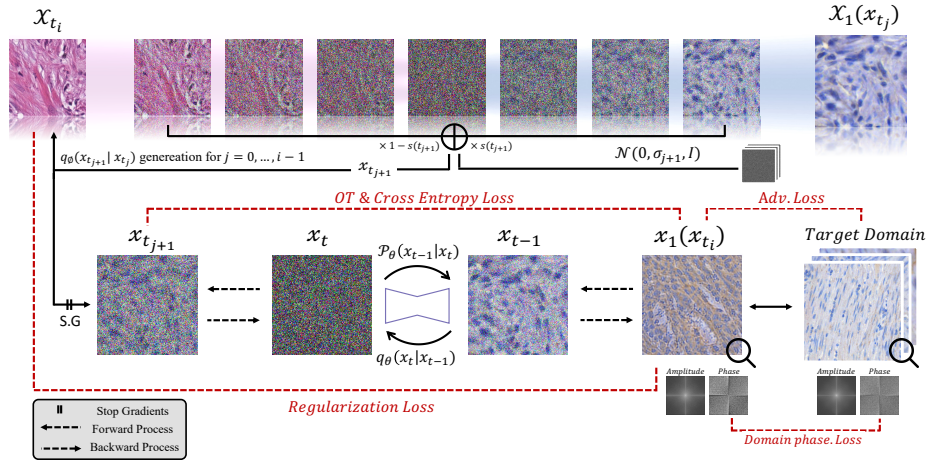 𝒳_{t_i}
𝒳_1(x_{t_j})
q_∅(x_{t_{j+1}}| x_{t_j}) genereation for j = 0, … , i − 1
× 1 − s(t_{j+1})
× s(t_{j+1})
x_{t_{j+1}}
𝒩(0, σ_{j+1}, I)
OT & Cross Entropy Loss
Adv. Loss
x_{t_{j+1}}
x_t
𝒫_θ(x_{t−1}|x_t)
x_{t−1}
x_1(x_{t_i})
Target Domain
S.G
q_θ(x_t|x_{t−1})
Amplitude
Phase
Amplitude
Phase
Regularization Loss
Domain phase. Loss
Stop Gradients
Forward Process
Backward Process